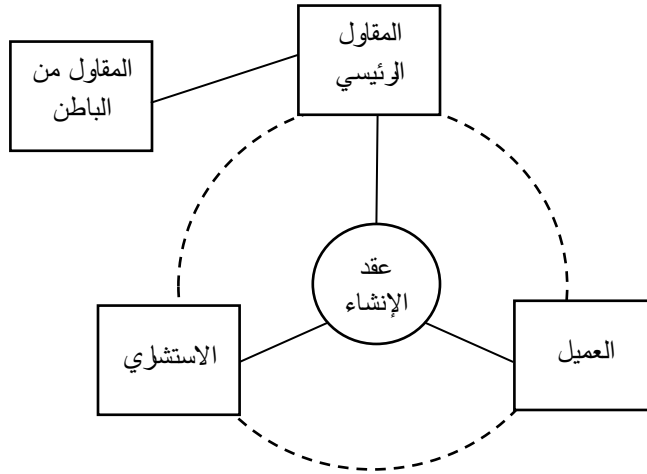 المقاول
الرئيسي
المقاول من
الباطن
عقد
الإنشاء
العميل
الاستشاري